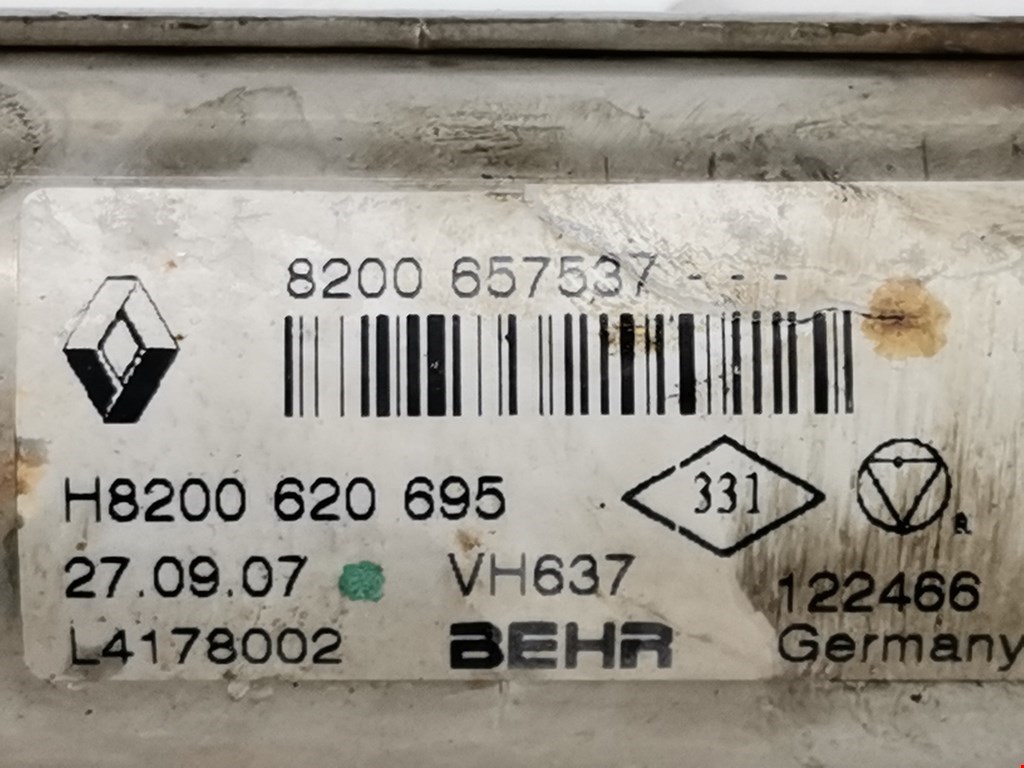 8200 657537 - - -
H8200 620 695
331
27.09.07
VH637
122466
L4178002
BEHR
Germany